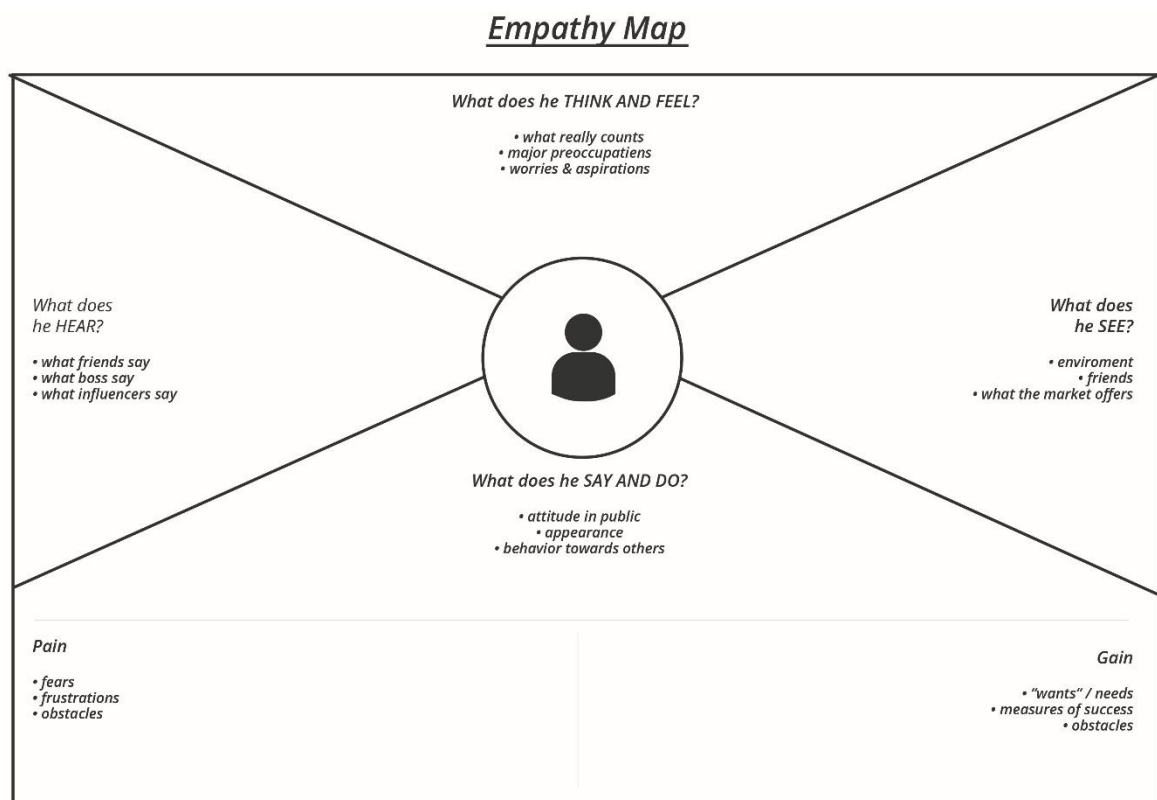 Empathy Map
What does he THINK AND FEEL?
• what really counts
• major preoccupatiens
• worries & aspirations
What does
he HEAR?
• what friends say
• what boss say
• what influencers say
What does
he SEE?
• enviroment
• friends
• what the market offers
What does he SAY AND DO?
• attitude in public
• appearance
• behavior towards others
Pain
• fears
• frustrations
• obstacles
Gain
• “wants” / needs
• measures of success
• obstacles